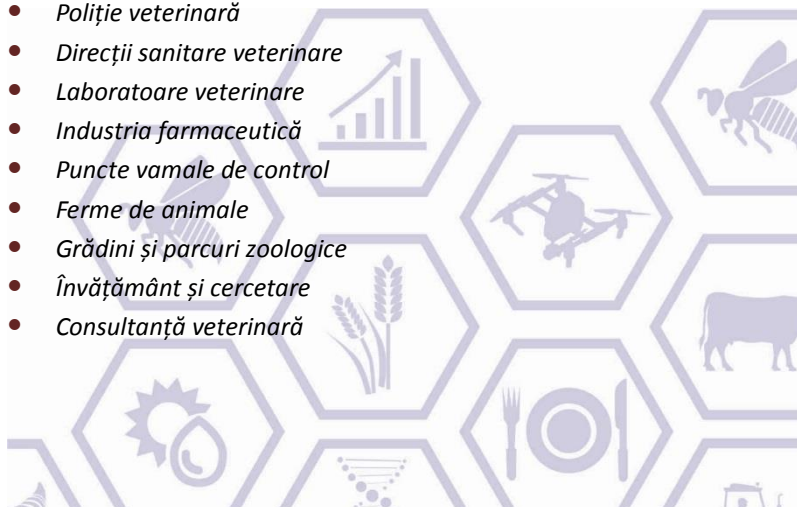 • Poliție veterinară
• Direcții sanitare veterinare
• Laboratoare veterinare
• Industria farmaceutică
• Puncte vamale de control
• Ferme de animale
• Grădini și parcuri zoologice
• Învățământ și cercetare
• Consultanță veterinară